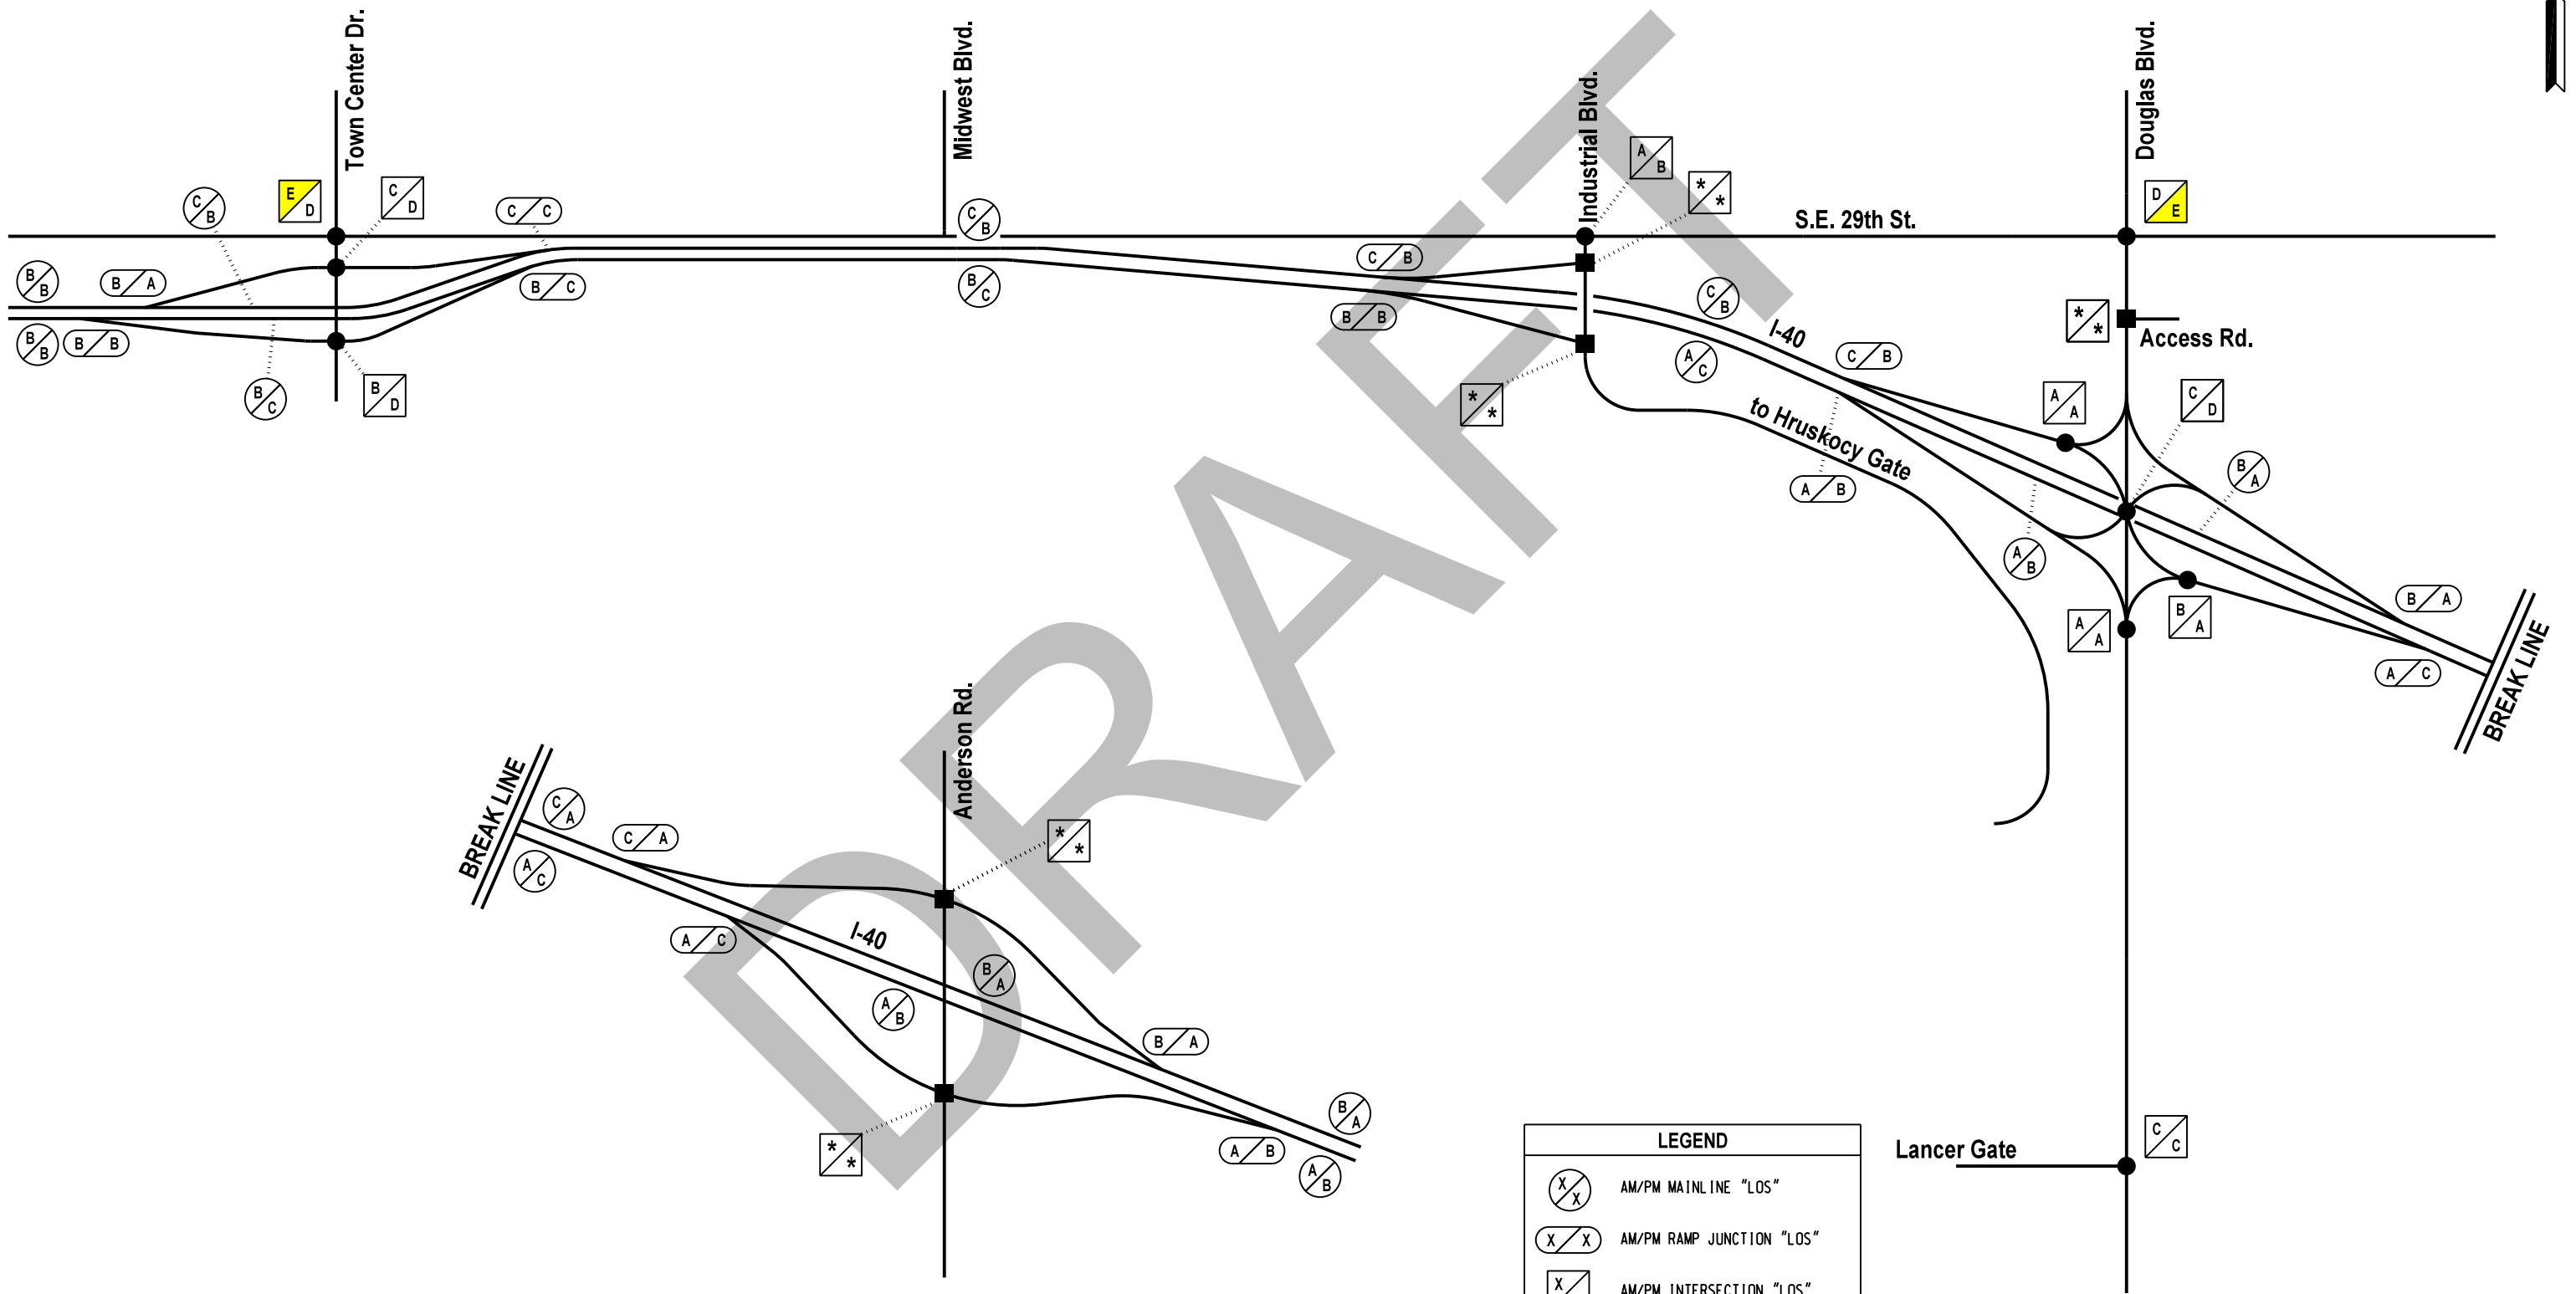 Town Center Dr.
Midwest Blvd.
Industrial Blvd.
Douglas Blvd.
A B
* *
E D
C D
C B
C / C
C B
D E
S.E. 29th St.
B B
B / A
B / C
B C
C / B
B / B
C B
I-40
* *
Access Rd.
B B
B / B
B C
B D
A C
C / B
* *
to Hruskocy Gate
A / B
A A
C D
B A
A B
B / A
A A
B A
A / C
BREAK LINE
Anderson Rd.
BREAK LINE
C A
C / A
* *
A C
A / C
I-40
B A
A B
B / A
B A
* *
A / B
A B
DRAFT
Lancer Gate
C C
LEGEND
X X AM/PM MAINLINE "LOS"
X / X AM/PM RAMP JUNCTION "LOS"
X AM/PM INTERSECTION "LOS"